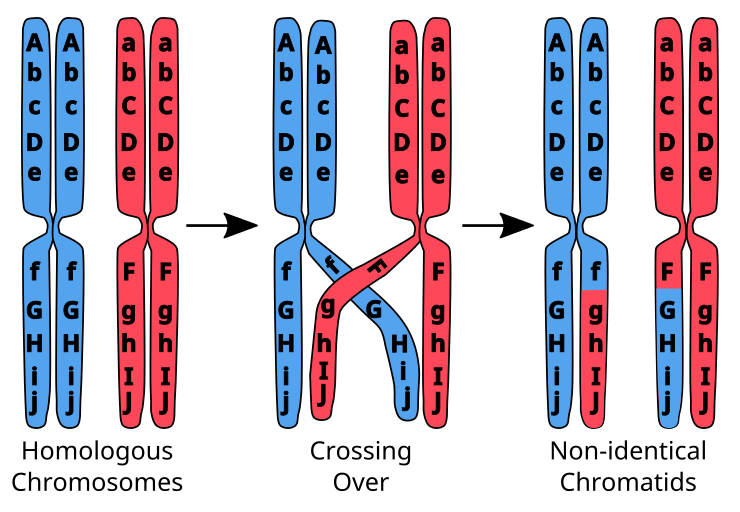 A A a a A A a a A A a a
b b b b b b b b b b b b
c c C C c c C C c c C C
D D D D D D D D D D D D
e e e e e e e e e e e e
f f F F f f F F f f F F
G G g g G g G g G g G g
H H h h H h H h H h H h
i i I I i I i I i I i I
j j J J j J j J j J j J
Homologous Crossing Non-identical
Chromosomes Over Chromatids